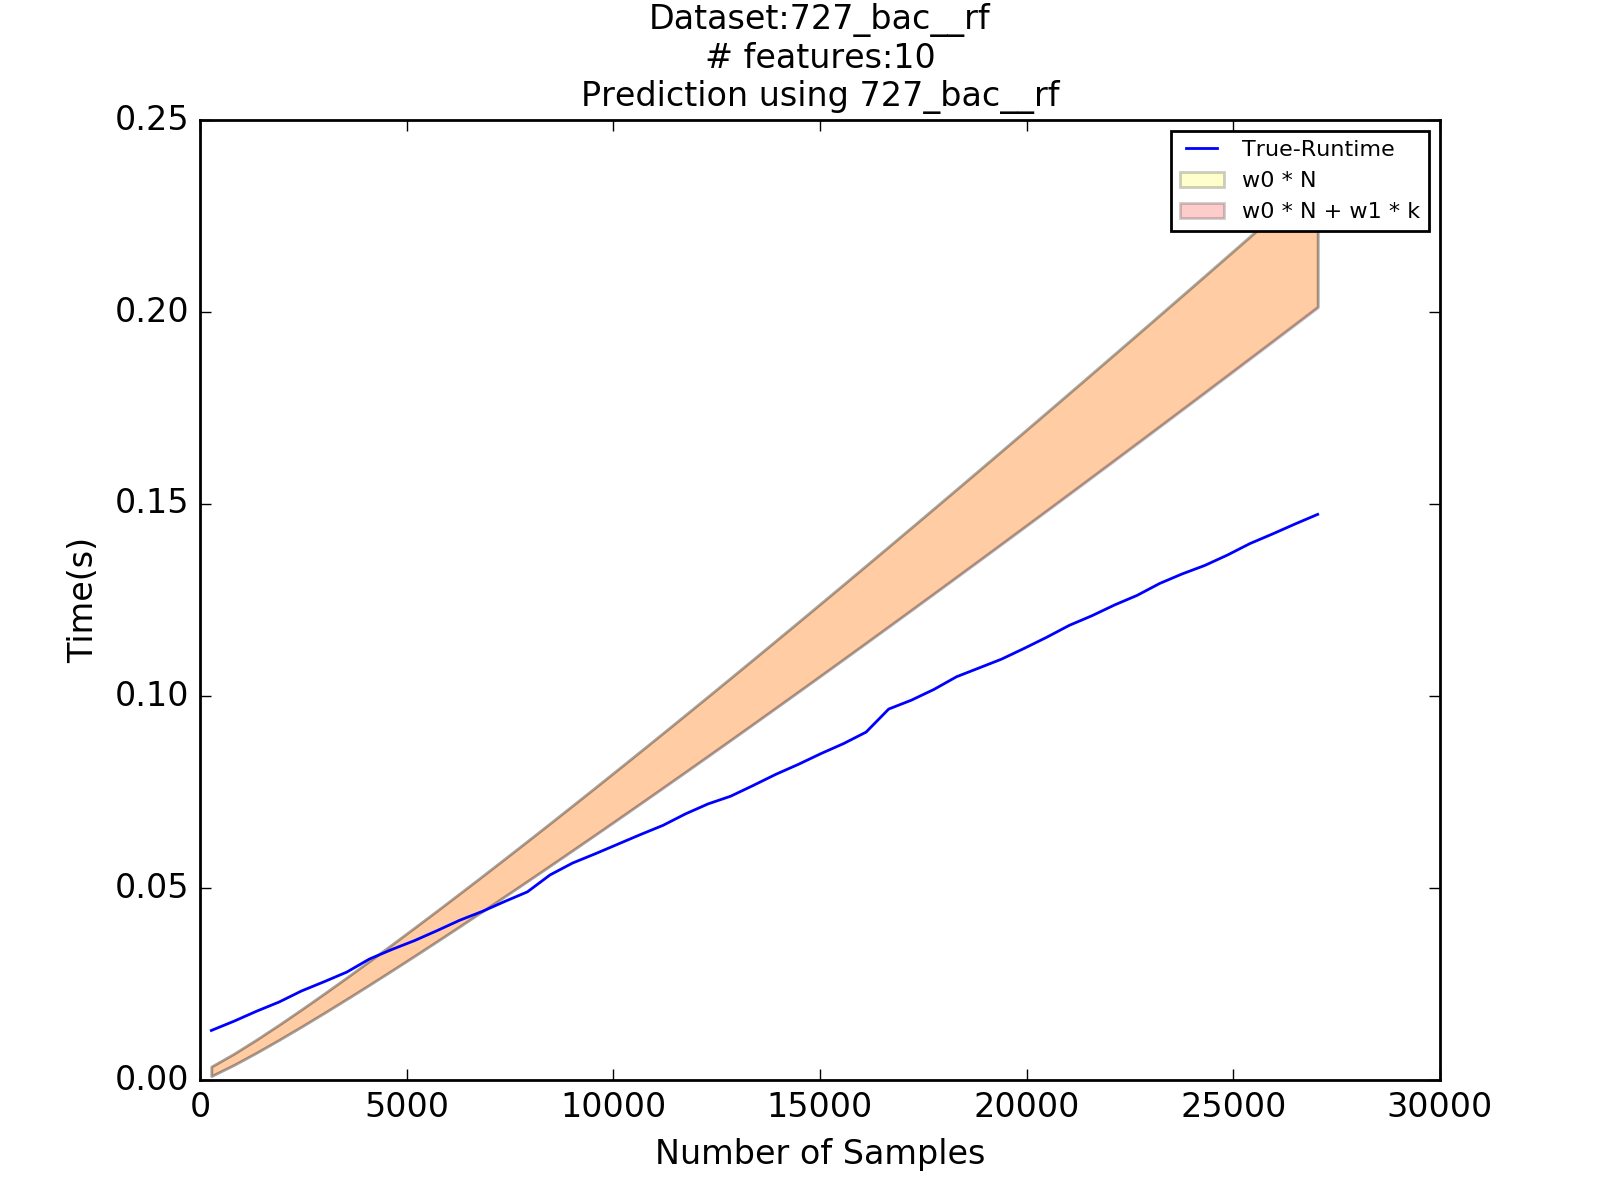 Dataset:727_bac__rf
# features:10
Prediction using 727_bac__rf
0.25
0.20
0.15
0.10
0.05
0.00
Time(s)
True-Runtime
w0 * N
w0 * N + w1 * k
0 5000 10000 15000 20000 25000 30000
Number of Samples